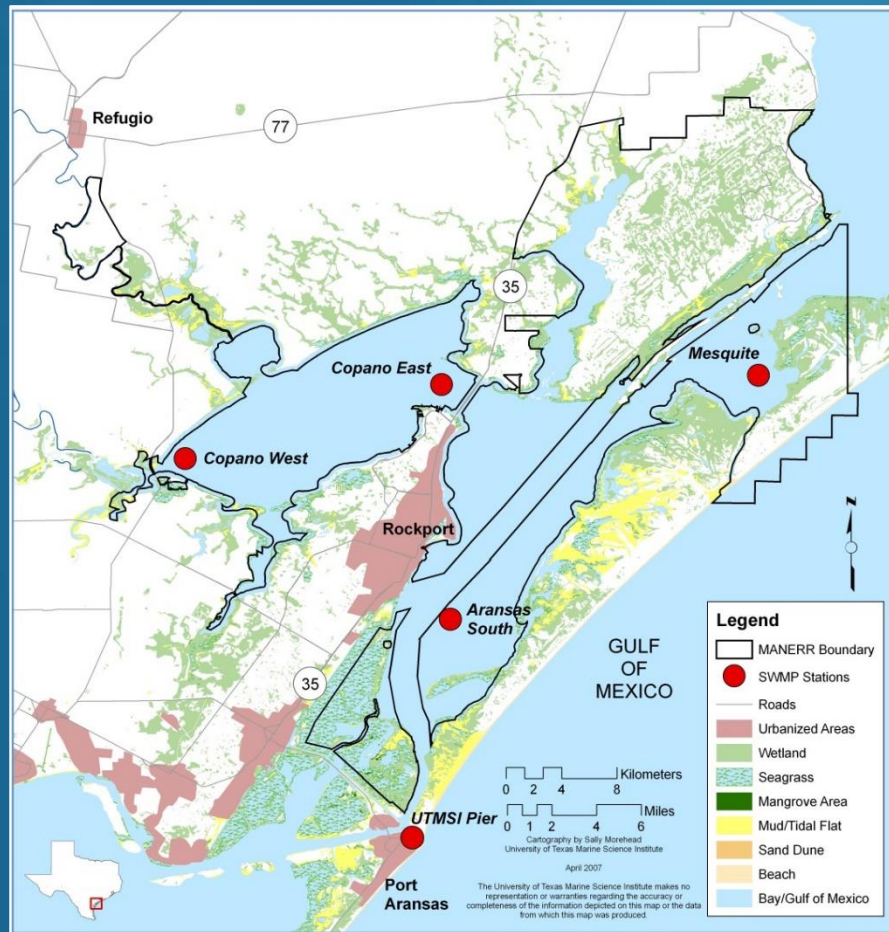 Refugio
77
35
Copano East
Mesquite
Copano West
Rockport
Aransas
South
35
GULF
OF
MEXICO
UTMSI Pier
Port
Aransas
Kilometers
0 2 4 8
Miles
0 1 2 4 6
Cartography by Sally Morehead
University of Texas Marine Science Institute
April 2007
The University of Texas Marine Science Institute makes no
representation or warranties regarding the accuracy or
completeness of the information depicted on this map or the data
from which this map was produced.
N
Legend
MANERR Boundary
SWMP Stations
Roads
Urbanized Areas
Wetland
Seagrass
Mangrove Area
Mud/Tidal Flat
Sand Dune
Beach
Bay/Gulf of Mexico